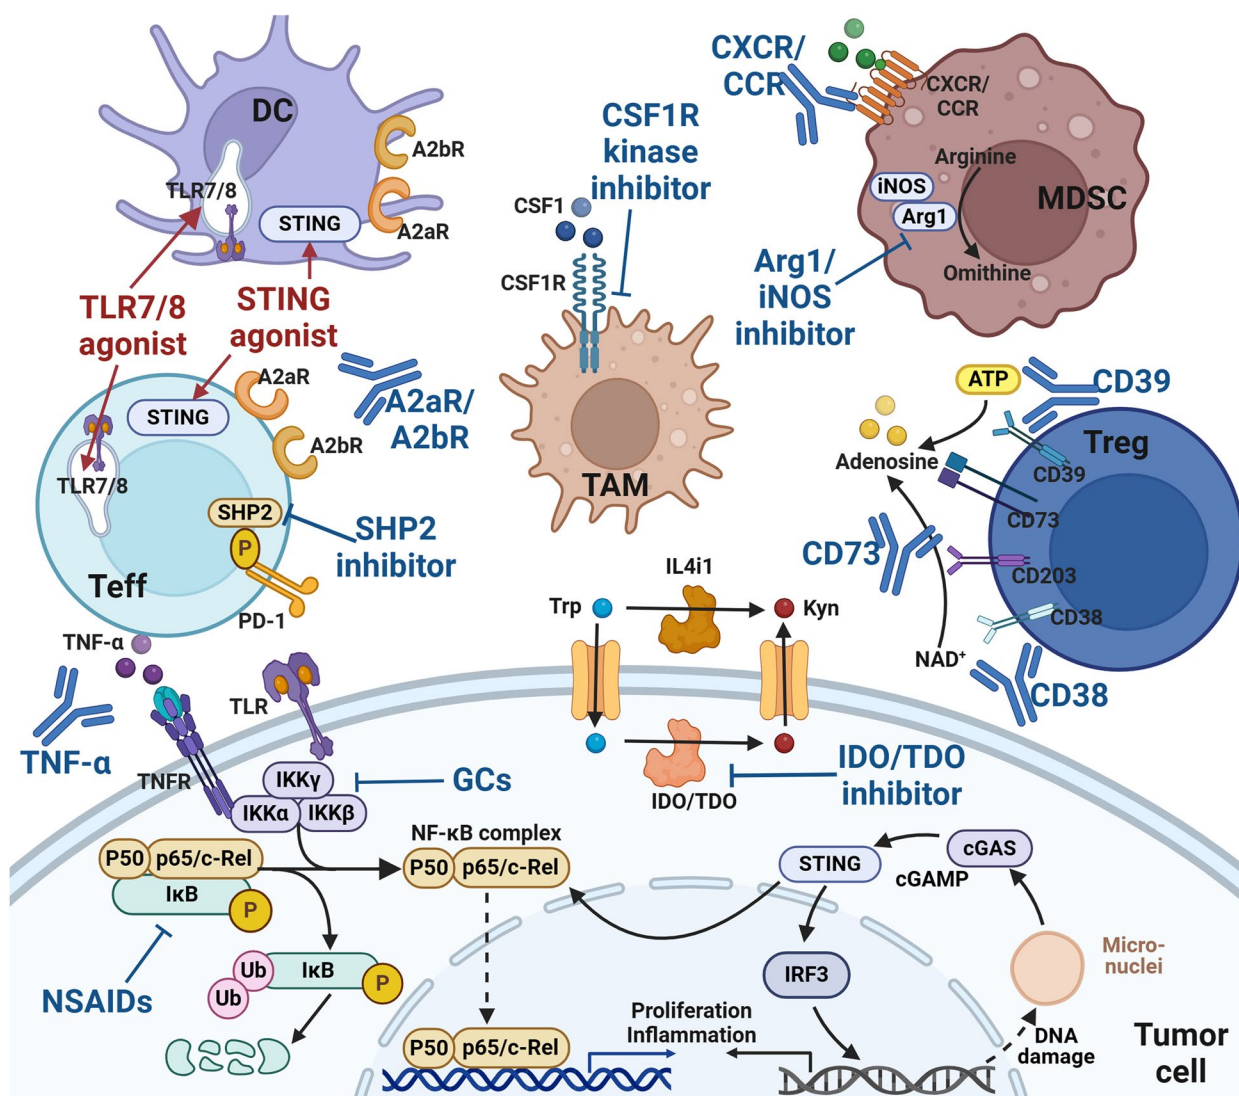 DC
TLR7/8
STING
A2bR
A2aR
TLR7/8
agonist
STING
agonist
CSF1R
kinase
inhibitor
CSF1
CSF1R
TAM
CXCR/
CCR
CXCR/
CCR
Arginine
iNOS
Arg1
MDSC
Omithine
Arg1/
iNOS
inhibitor
STING
TLR7/8
A2aR
A2bR
A2aR/
A2bR
SHP2
P
PD-1
Teff
SHP2
inhibitor
ATP
CD39
Treg
Adenosine
CD39
CD73
CD73
CD203
CD38
NAD+
CD38
TNF-α
TNF-α
TLR
TNFR
IKKγ
IKKα
IKKβ
GCs
IL4i1
Trp
Kyn
IDO/TDO
IDO/TDO
inhibitor
P50
p65/c-Rel
IκB
P
NF-κB complex
P50
p65/c-Rel
NSAIDs
Ub
Ub
IκB
P
STING
cGAS
cGAMP
IRF3
Micro-
nuclei
Proliferation
Inflammation
P50
p65/c-Rel
DNA
damage
Tumor
cell